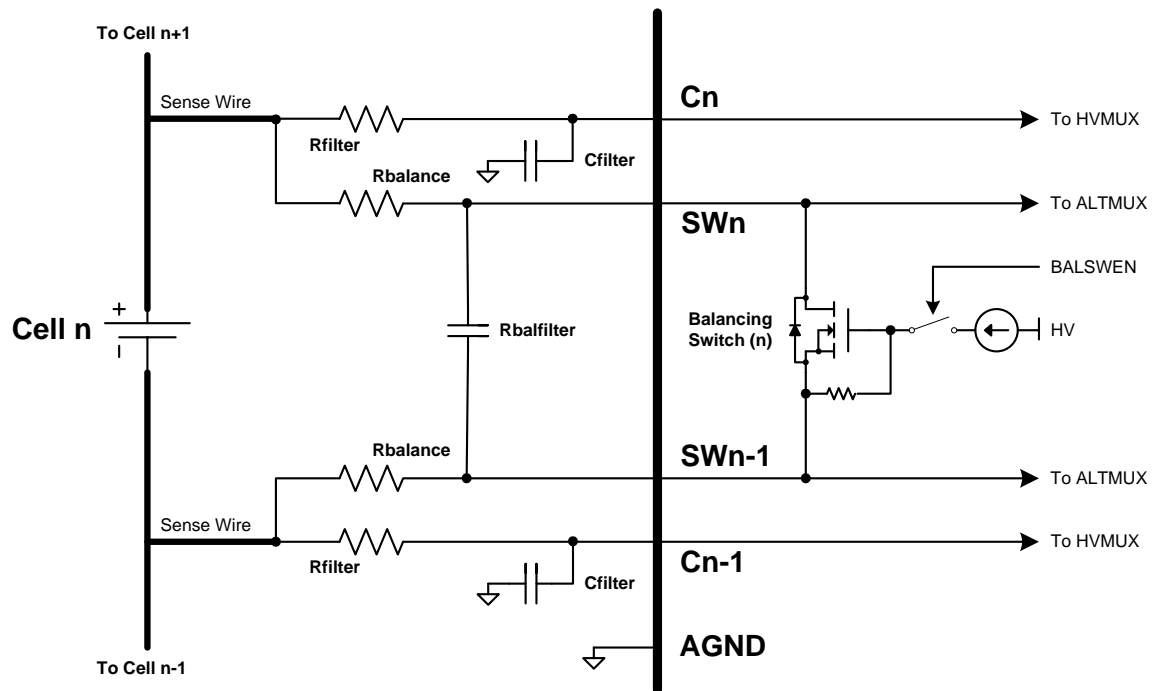 To Cell n+1
Sense Wire
Cn
To HVMUX
Rfilter
Cfilter
Rbalance
To ALTMUX
SWn
BALSWEN
+
Cell n
Rbalfilter
Balancing
Switch (n)
HV
–
Rbalance
SWn-1
To ALTMUX
Sense Wire
To HVMUX
Rfilter
Cfilter
Cn-1
AGND
To Cell n-1